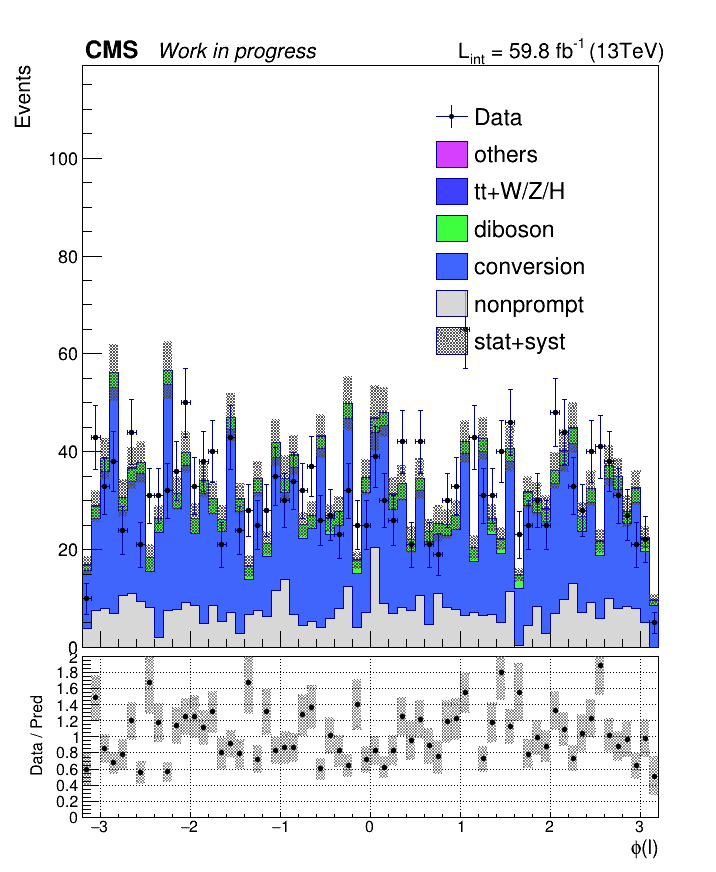 CMS Work in progress L_int = 59.8 fb^-1 (13TeV)
Events
Data
others
tt+W/Z/H
diboson
conversion
nonprompt
stat+syst
100
80
60
40
20
0
Data / Pred
2
1.8
1.6
1.4
1.2
1
0.8
0.6
0.4
0.2
0
−3 −2 −1 0 1 2 3
ϕ(l)